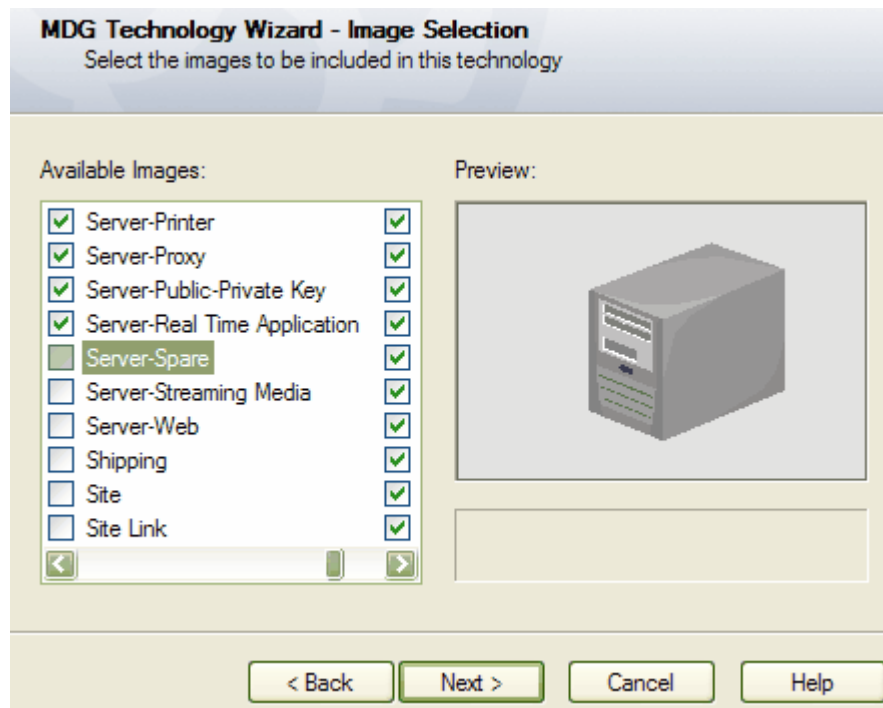 MDG Technology Wizard - Image Selection
Select the images to be included in this technology
Available Images:
Preview:
Server-Printer
Server-Proxy
Server-Public-Private Key
Server-Real Time Application
Server-Spare
Server-Streaming Media
Server-Web
Shipping
Site
Site Link
< Back
Next >
Cancel
Help